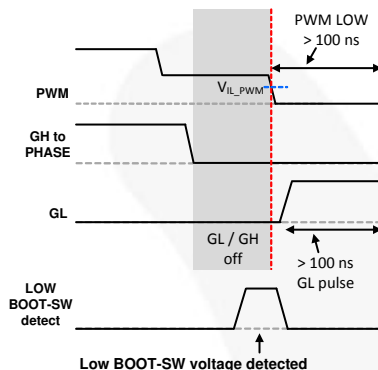 PWM LOW
> 100 ns
V_IL_PWM
PWM
GH to
PHASE
GL
GL / GH
off
> 100 ns
GL pulse
LOW
BOOT-SW
detect
Low BOOT-SW voltage detected